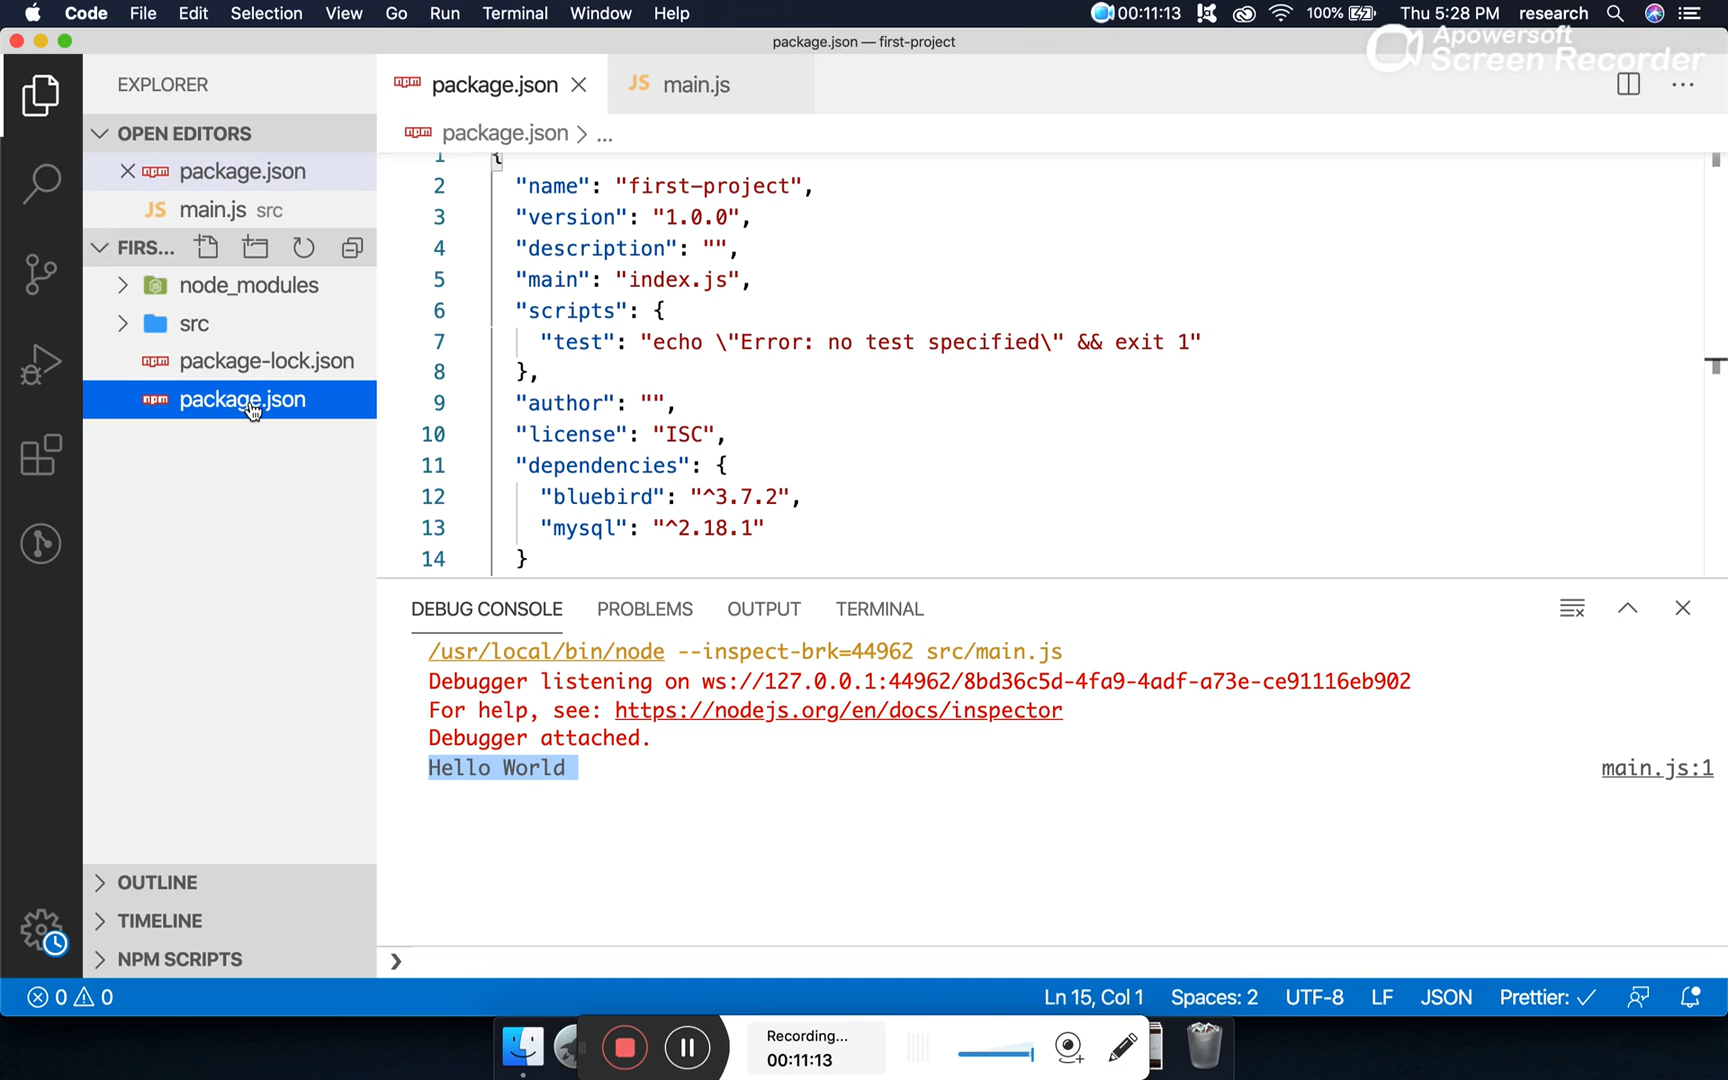 Code File Edit Selection View Go Run Terminal Window Help 00:11:13 100% Thu 5:28 PM research
package.json — first-project
Apowersoft
Screen Recorder
EXPLORER
OPEN EDITORS
package.json
JS main.js src
FIRS...
node_modules
src
package-lock.json
npm package.json
package.json
JS main.js
package.json > ...
1 {
2 "name": "first-project",
3 "version": "1.0.0",
4 "description": "",
5 "main": "index.js",
6 "scripts": {
7 "test": "echo \"Error: no test specified\" && exit 1"
8 },
9 "author": "",
10 "license": "ISC",
11 "dependencies": {
12 "bluebird": "^3.7.2",
13 "mysql": "^2.18.1"
14 }
DEBUG CONSOLE PROBLEMS OUTPUT TERMINAL
/usr/local/bin/node --inspect-brk=44962 src/main.js
Debugger listening on ws://127.0.0.1:44962/8bd36c5d-4fa9-4adf-a73e-ce91116eb902
For help, see: https://nodejs.org/en/docs/inspector
Debugger attached.
Hello World main.js:1
OUTLINE
TIMELINE
NPM SCRIPTS
0 0 Ln 15, Col 1 Spaces: 2 UTF-8 LF JSON Prettier: ✓
Recording...
00:11:13